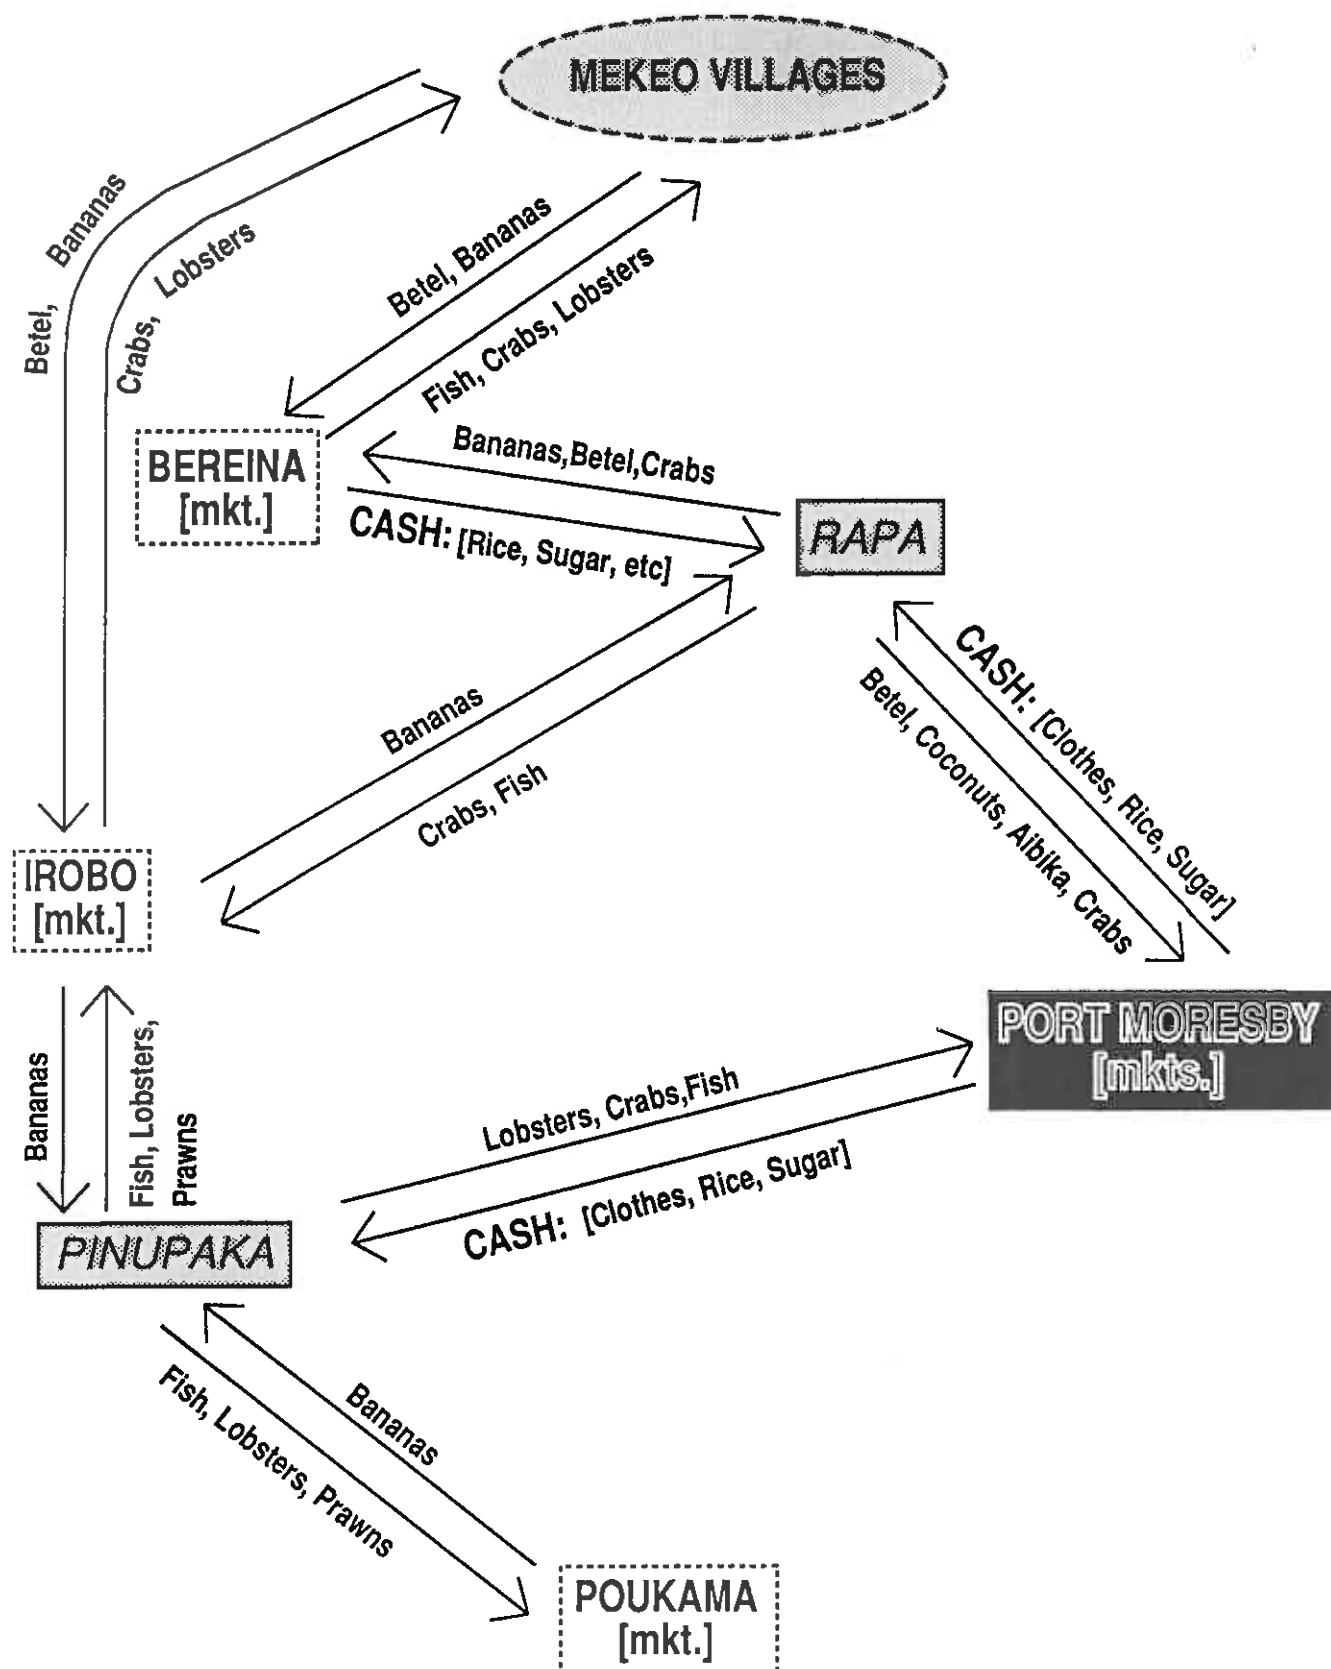 MEKEO VILLAGES
Betel, Bananas
Crabs, Lobsters
Betel, Bananas
Fish, Crabs, Lobsters
BEREINA
[mkt.]
Bananas,Betel,Crabs
CASH: [Rice, Sugar, etc]
RAPA
Bananas
Crabs, Fish
CASH: [Clothes, Rice, Sugar]
Betel, Coconuts, Aibika, Crabs
IROBO
[mkt.]
PORT MORESBY
[mkts.]
Bananas
Fish, Lobsters,
Prawns
Lobsters, Crabs,Fish
CASH: [Clothes, Rice, Sugar]
PINUPAKA
Bananas
Fish, Lobsters, Prawns
POUKAMA
[mkt.]